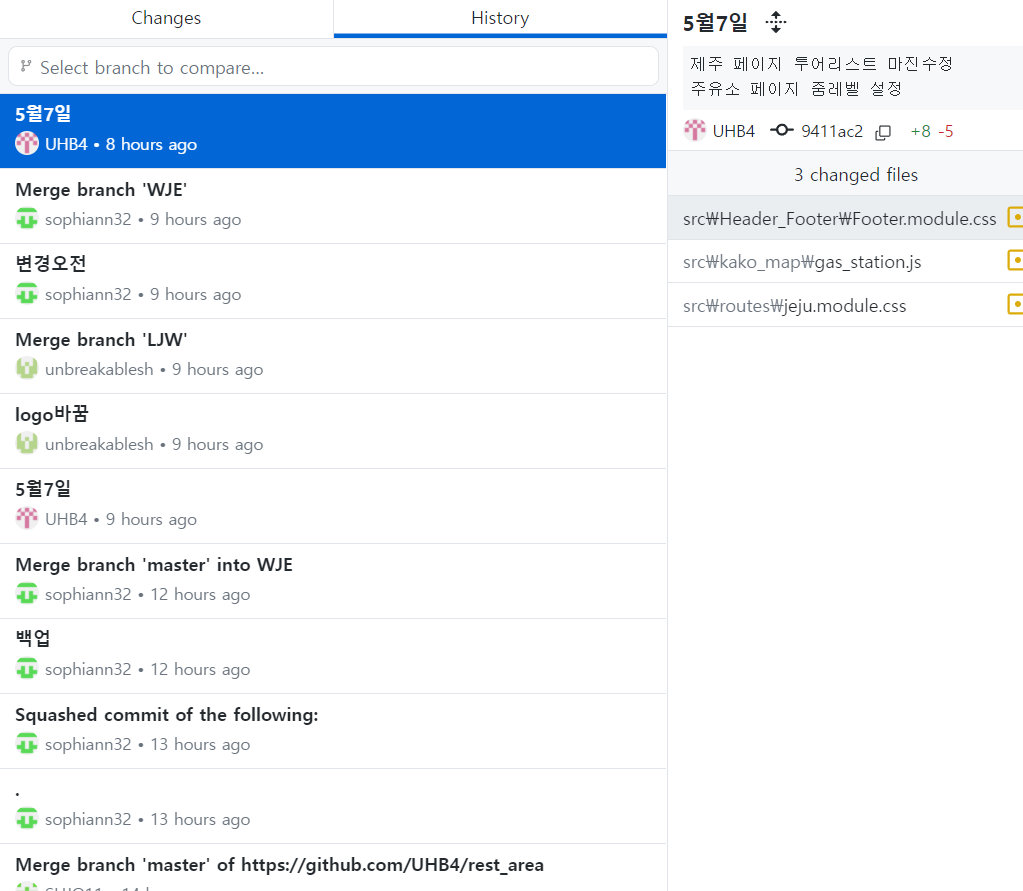 Changes
History
Select branch to compare...
5월7일
UHB4 • 8 hours ago
Merge branch 'WJE'
sophiann32 • 9 hours ago
변경오전
sophiann32 • 9 hours ago
Merge branch 'LJW'
unbreakablesh • 9 hours ago
logo바꿈
unbreakablesh • 9 hours ago
5월7일
UHB4 • 9 hours ago
Merge branch 'master' into WJE
sophiann32 • 12 hours ago
백업
sophiann32 • 12 hours ago
Squashed commit of the following:
sophiann32 • 13 hours ago
.
sophiann32 • 13 hours ago
Merge branch 'master' of https://github.com/UHB4/rest_area
5월7일
제주 페이지 투어리스트 마진수정
주유소 페이지 줌레벨 설정
UHB4 9411ac2 +8 -5
3 changed files
src₩Header_Footer₩Footer.module.css
src₩kako_map₩gas_station.js
src₩routes₩jeju.module.css